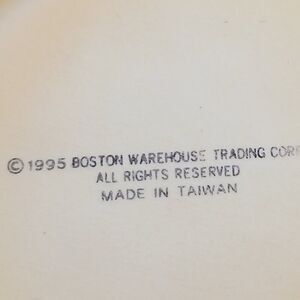 © 1995 BOSTON WAREHOUSE TRADING CORP
ALL RIGHTS RESERVED
MADE IN TAIWAN